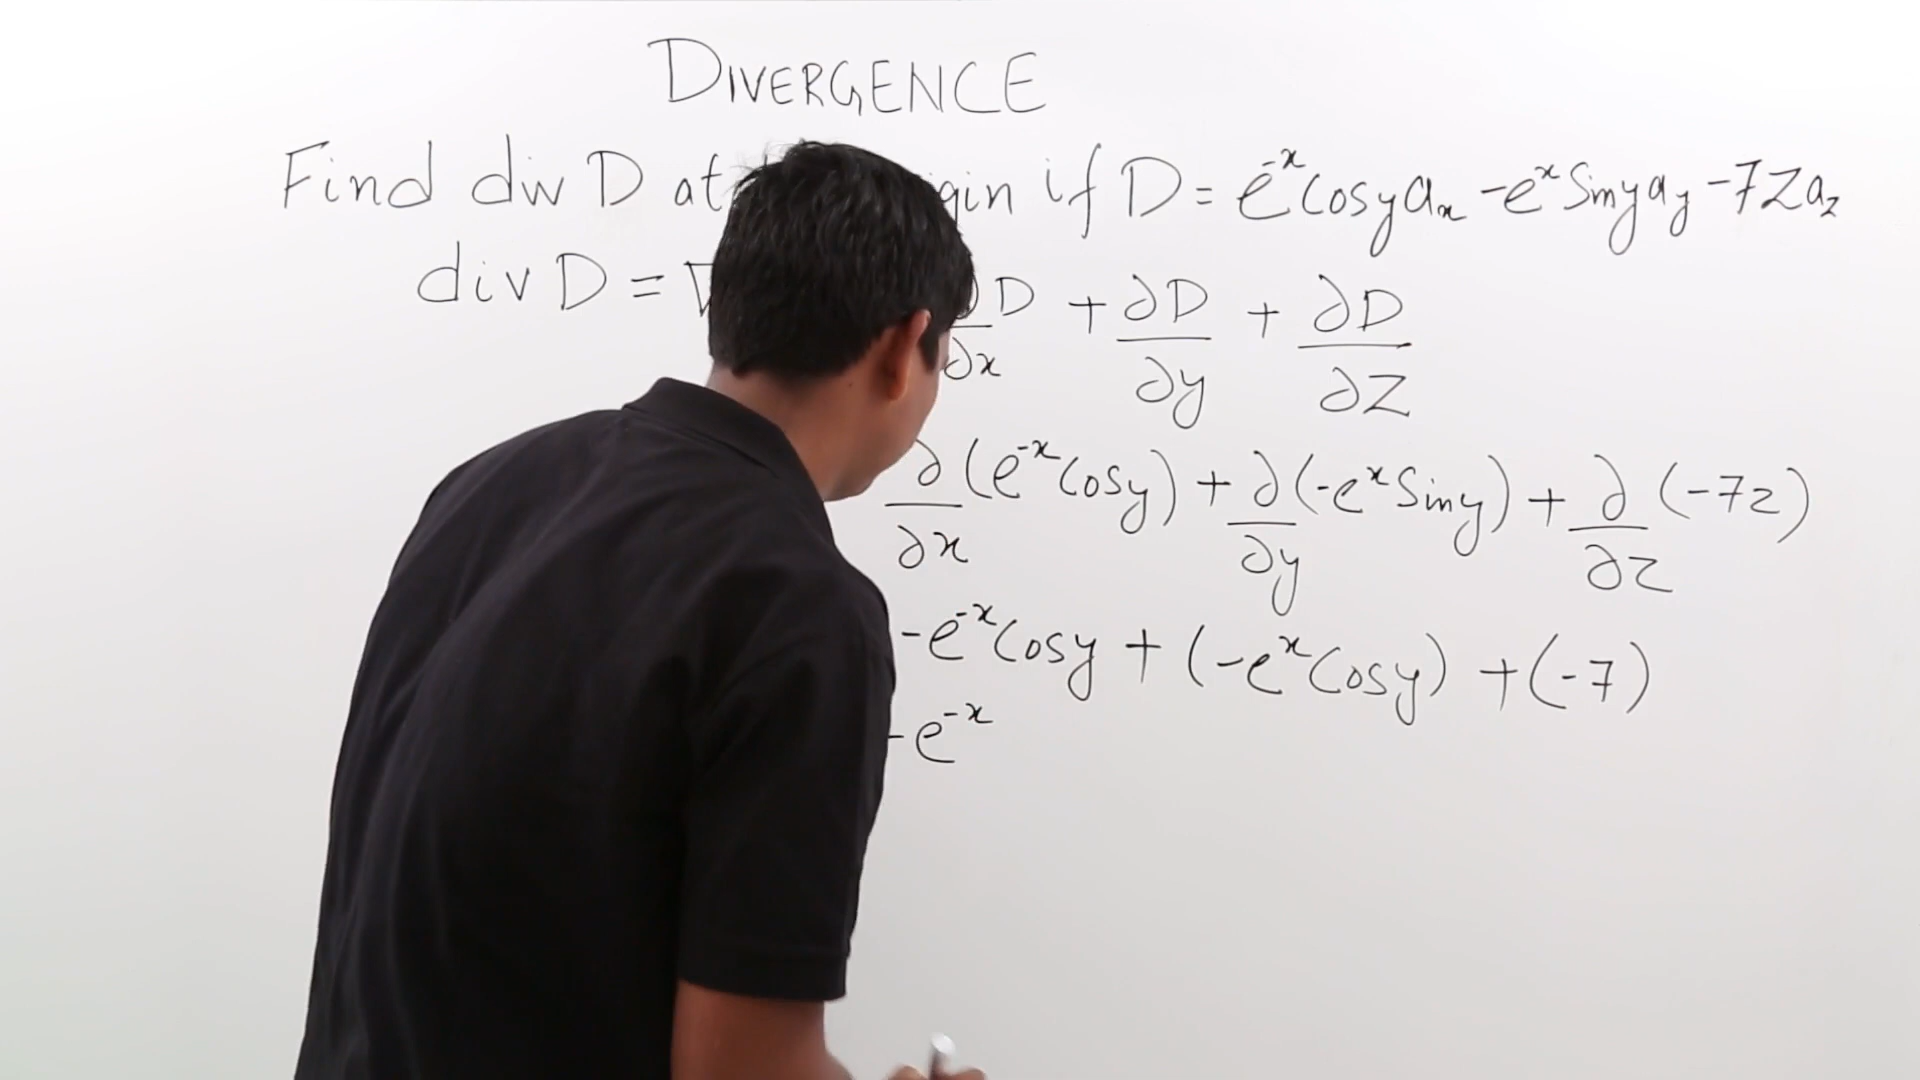 DIVERGENCE
Find div D at gin if D = e^-x Cosy a_x - e^x Siny a_y - 7Z a_z
div D = ∇ ∂D/∂x + ∂D/∂y + ∂D/∂Z
∂/∂x (e^-x Cosy) + ∂/∂y (-e^x Siny) + ∂/∂z (-7z)
-e^-x Cosy + (-e^x Cosy) + (-7)
-e^-x